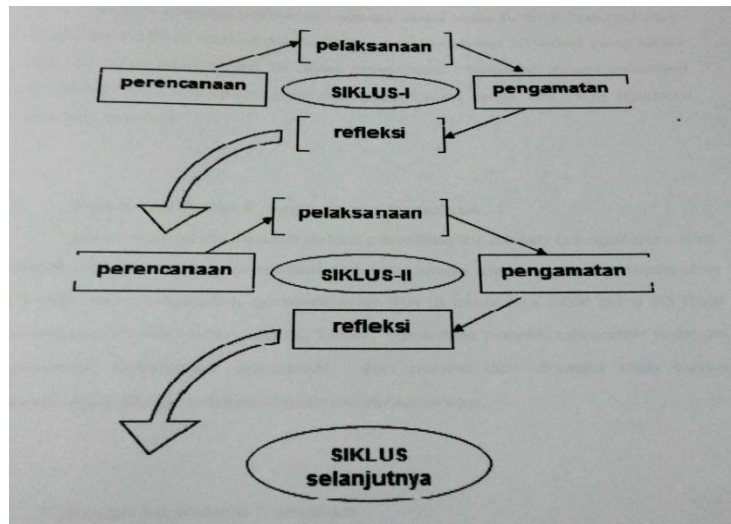 pelaksanaan
perencanaan
SIKLUS-I
pengamatan
refleksi
pelaksanaan
perencanaan
SIKLUS-II
pengamatan
refleksi
SIKLUS
selanjutnya